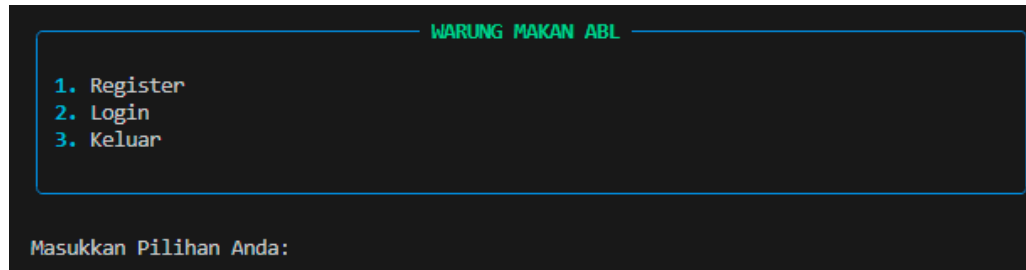 WARUNG MAKAN ABL
1. Register
2. Login
3. Keluar
Masukkan Pilihan Anda: